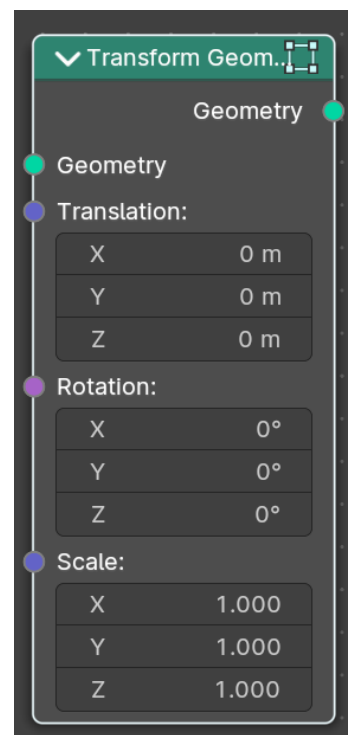 Transform Geom..
Geometry
Geometry
Translation:
X 0 m
Y 0 m
Z 0 m
Rotation:
X 0°
Y 0°
Z 0°
Scale:
X 1.000
Y 1.000
Z 1.000